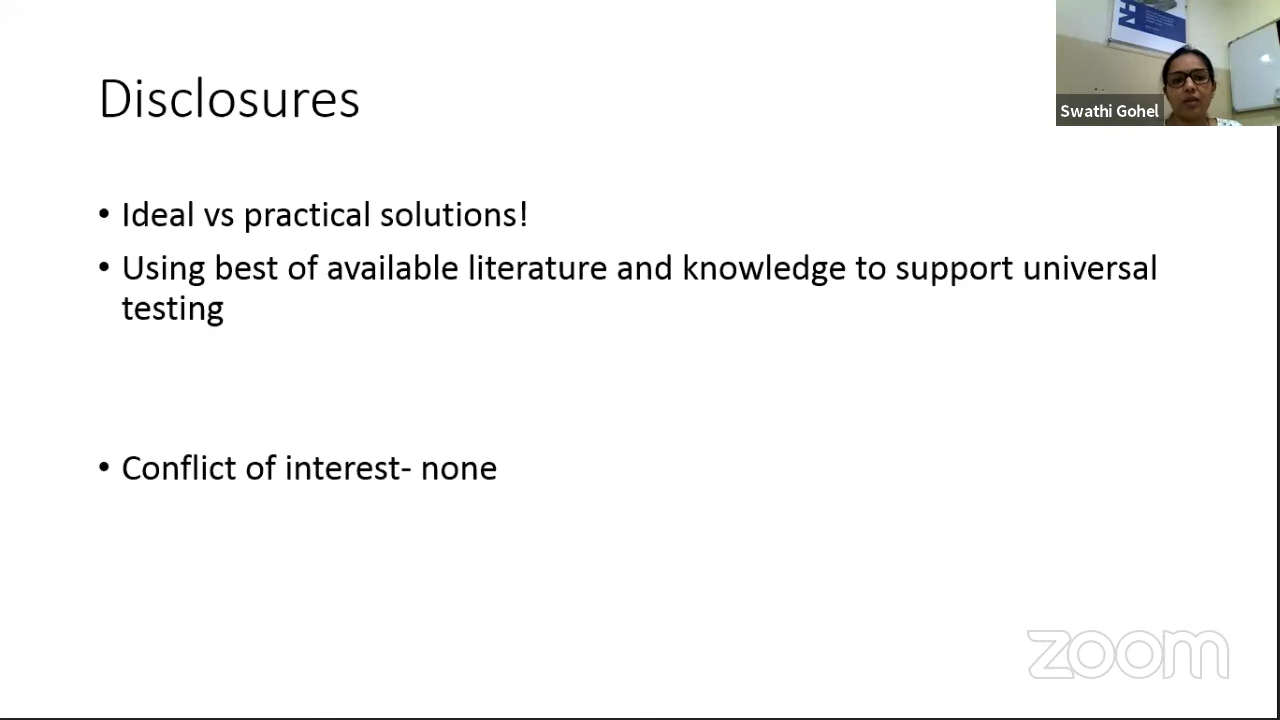 Disclosures
Swathi Gohel
• Ideal vs practical solutions!
• Using best of available literature and knowledge to support universal
testing
• Conflict of interest- none
zoom